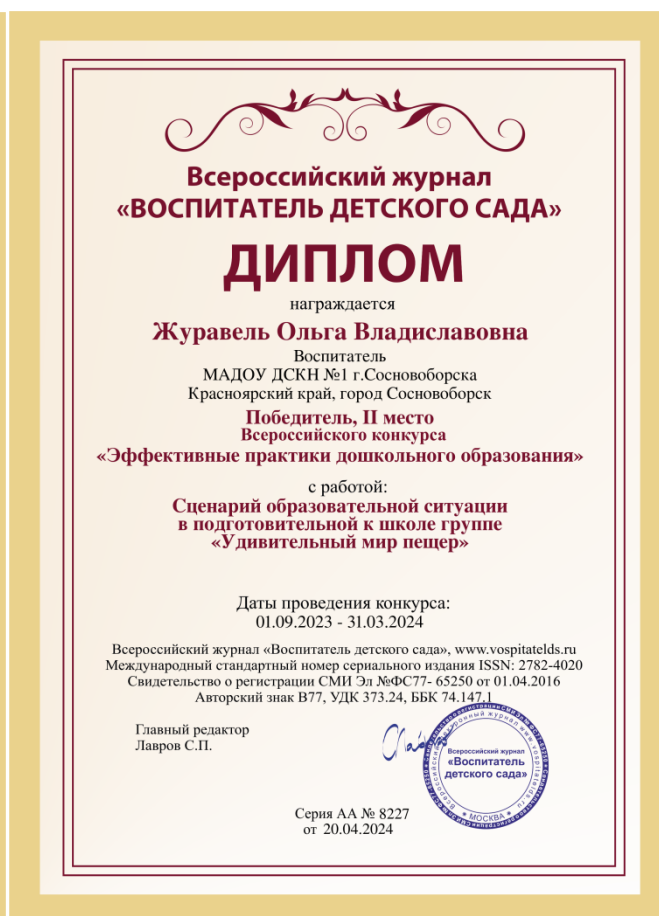 Всероссийский журнал
«ВОСПИТАТЕЛЬ ДЕТСКОГО САДА»
ДИПЛОМ
награждается
Журавель Ольга Владиславовна
Воспитатель
МАДОУ ДСКН №1 г.Сосновоборска
Красноярский край, город Сосновоборск
Победитель, II место
Всероссийского конкурса
«Эффективные практики дошкольного образования»
с работой:
Сценарий образовательной ситуации
в подготовительной к школе группе
«Удивительный мир пещер»
Даты проведения конкурса:
01.09.2023 - 31.03.2024
Всероссийский журнал «Воспитатель детского сада», www.vospitatelds.ru
Международный стандартный номер сериального издания ISSN: 2782-4020
Свидетельство о регистрации СМИ Эл №ФС77- 65250 от 01.04.2016
Авторский знак В77, УДК 373.24, ББК 74.147,1
Главный редактор
Лавров С.П.
Всероссийский журнал
«Воспитатель
детского сада»
МОСКВА
Серия АА № 8227
от 20.04.2024